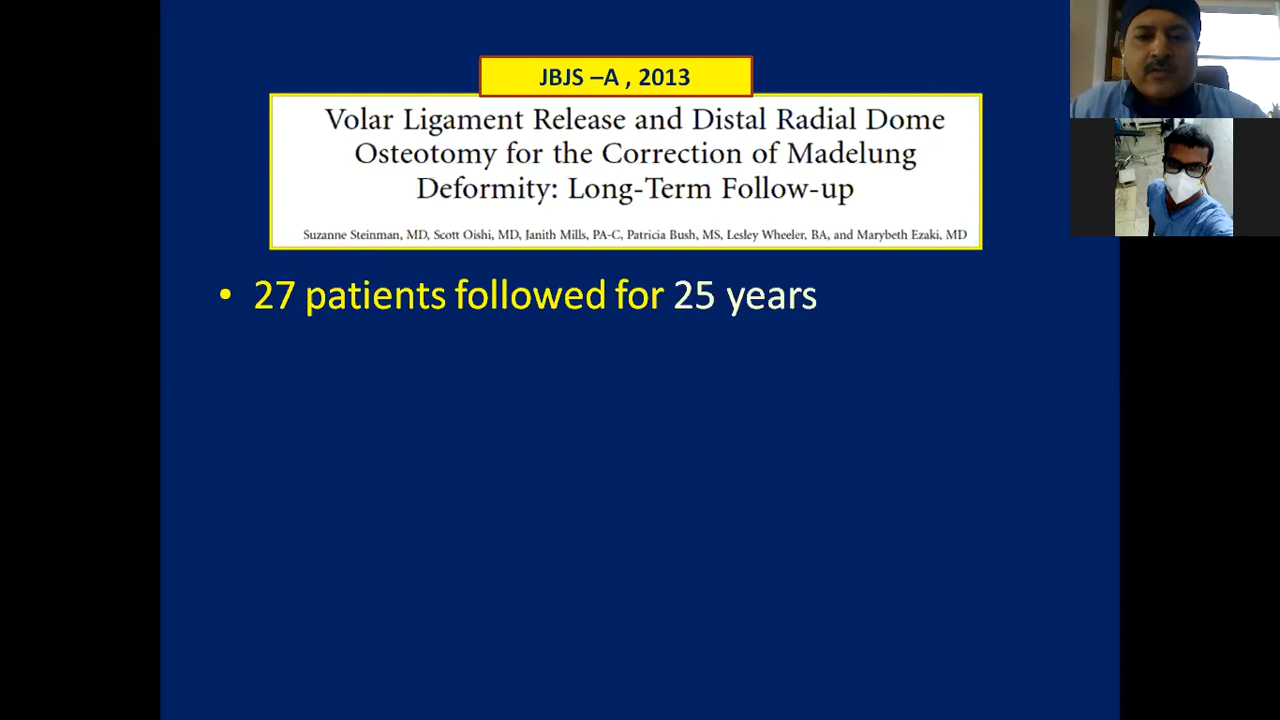 JBJS –A , 2013
Volar Ligament Release and Distal Radial Dome
Osteotomy for the Correction of Madelung
Deformity: Long-Term Follow-up
Suzanne Steinman, MD, Scott Oishi, MD, Janith Mills, PA-C, Patricia Bush, MS, Lesley Wheeler, BA, and Marybeth Ezaki, MD
• 27 patients followed for 25 years